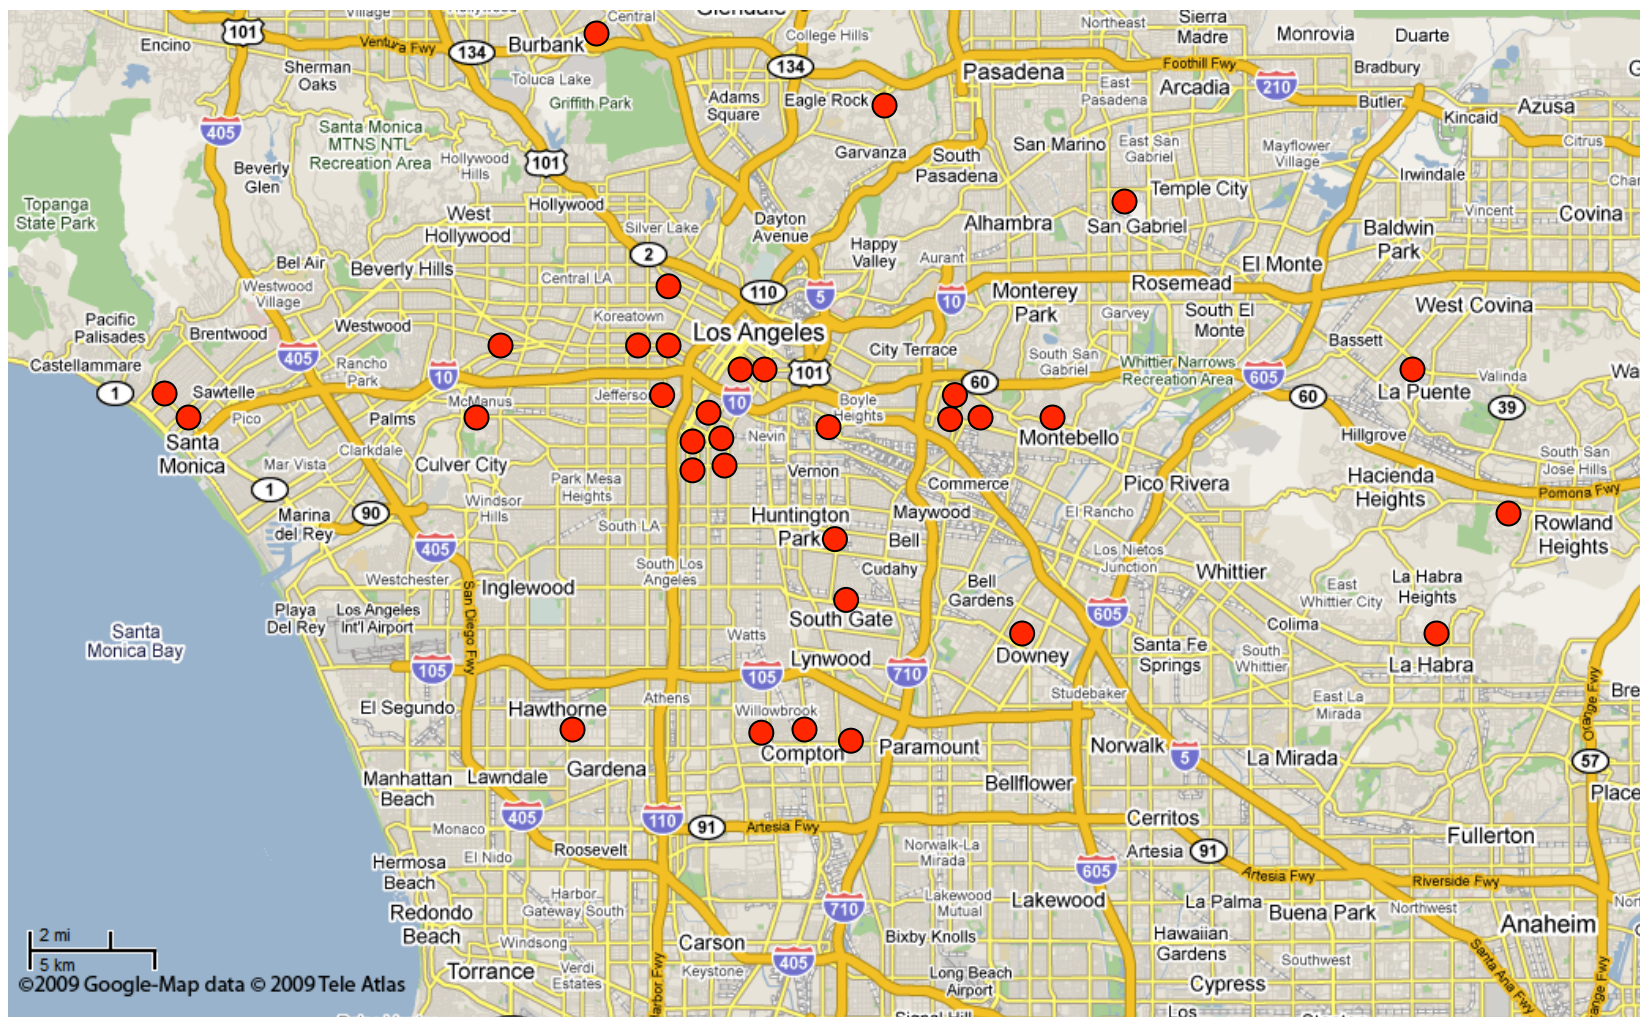 Village
Hollywood
Central
Glendale
Encino
101
Ventura Fwy
134
Burbank
College Hills
134
Northeast
Sierra
Madre
Monrovia
Duarte
Sherman
Oaks
Toluca Lake
Griffith Park
Adams
Square
Eagle Rock
Pasadena
East
Pasadena
Foothill Fwy
Arcadia
210
Bradbury
Butler
Azusa
Kincaid
Citrus
405
Santa Monica
MTNS NTL
Recreation Area
Hollywood
Hills
101
Garvanza
South
Pasadena
San Marino
East San
Gabriel
Mayflower
Village
Irwindale
Beverly
Glen
Topanga
State Park
Hollywood
West
Hollywood
Silver Lake
Dayton
Avenue
Alhambra
Temple City
San Gabriel
Vincent
Covina
Baldwin
Park
Bel Air
Beverly Hills
2
Central LA
Happy
Valley
Aurant
El Monte
Westwood
Village
110
5
10
Monterey
Park
Rosemead
Garvey
South El
Monte
West Covina
Pacific
Palisades
Brentwood
Westwood
Koreatown
Los Angeles
Bassett
Castellammare
405
Rancho
Park
10
City Terrace
South San
Gabriel
Whittier Narrows
Recreation Area
605
La Puente
Valinda
1
Sawtelle
Pico
Palms
McManus
Jefferson
10
101
Boyle
Heights
60
60
39
Santa
Monica
Clarkdale
Nevin
Montebello
Hillgrove
Mar Vista
Culver City
Park Mesa
Heights
Vernon
Commerce
Pico Rivera
Hacienda
Heights
South San
Jose Hills
Pomona Fwy
1
Marina
del Rey
90
Windsor
Hills
South LA
Huntington
Park
Maywood
Bell
El Rancho
Rowland
Heights
405
Westchester
Inglewood
South Los
Angeles
Cudahy
Bell
Gardens
Los Nietos
Junction
Whittier
East
Whittier City
La Habra
Heights
Playa
Del Rey
Los Angeles
Int'l Airport
San Diego Fwy
South Gate
605
Colima
Santa
Monica Bay
Watts
Lynwood
Downey
Santa Fe
Springs
South
Whittier
La Habra
105
105
710
Studebaker
El Segundo
Hawthorne
Athens
Willowbrook
Compton
Paramount
Norwalk
5
East La
Mirada
La Mirada
Orange Fwy
57
Manhattan
Beach
Lawndale
Gardena
Bellflower
405
110
91
Artesia Fwy
Cerritos
Fullerton
Monaco
Roosevelt
El Nido
Hermosa
Beach
Norwalk-La
Mirada
Artesia
91
605
Artesia Fwy
Riverside Fwy
Harbor
Gateway South
Lakewood
Mutual
Lakewood
La Palma
Buena Park
Northwest
Anaheim
710
Redondo
Beach
Windsong
Carson
Bixby Knolls
Hawaiian
Gardens
Southwest
Santa Ana Fwy
2 mi
5 km
Torrance
Verdi
Estates
Keystone
405
Long Beach
Airport
Cypress
©2009 Google-Map data © 2009 Tele Atlas
Signal Hill
Los